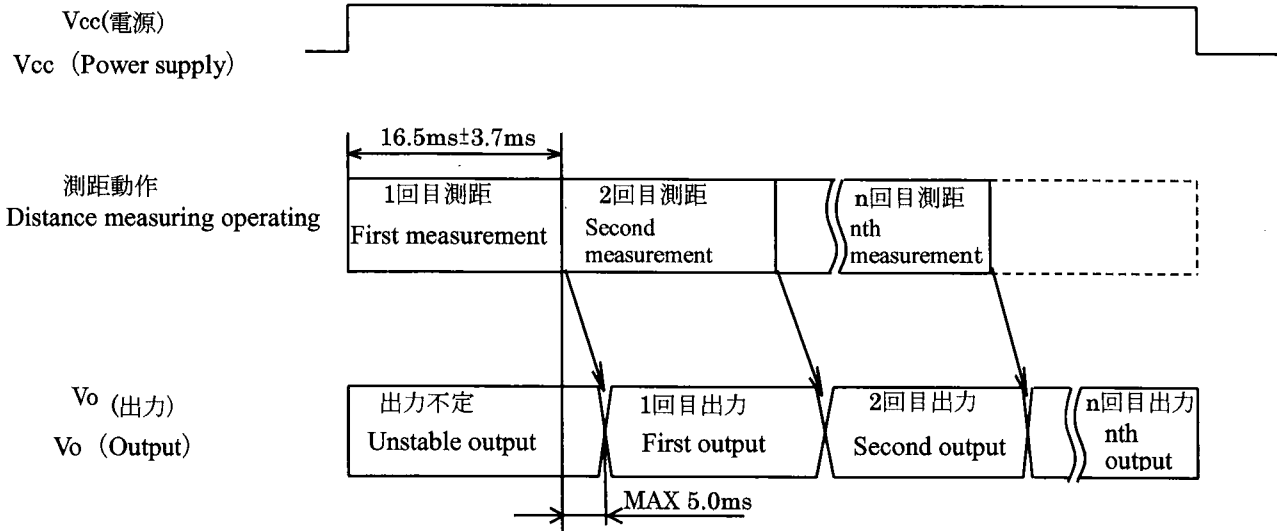 Vcc(電源)
Vcc (Power supply)
16.5ms±3.7ms
測距動作
Distance measuring operating
1回目測距
First measurement
2回目測距
Second
measurement
n回目測距
nth
measurement
Vo (出力)
Vo (Output)
出力不定
Unstable output
1回目出力
First output
2回目出力
Second output
n回目出力
nth
output
MAX 5.0ms